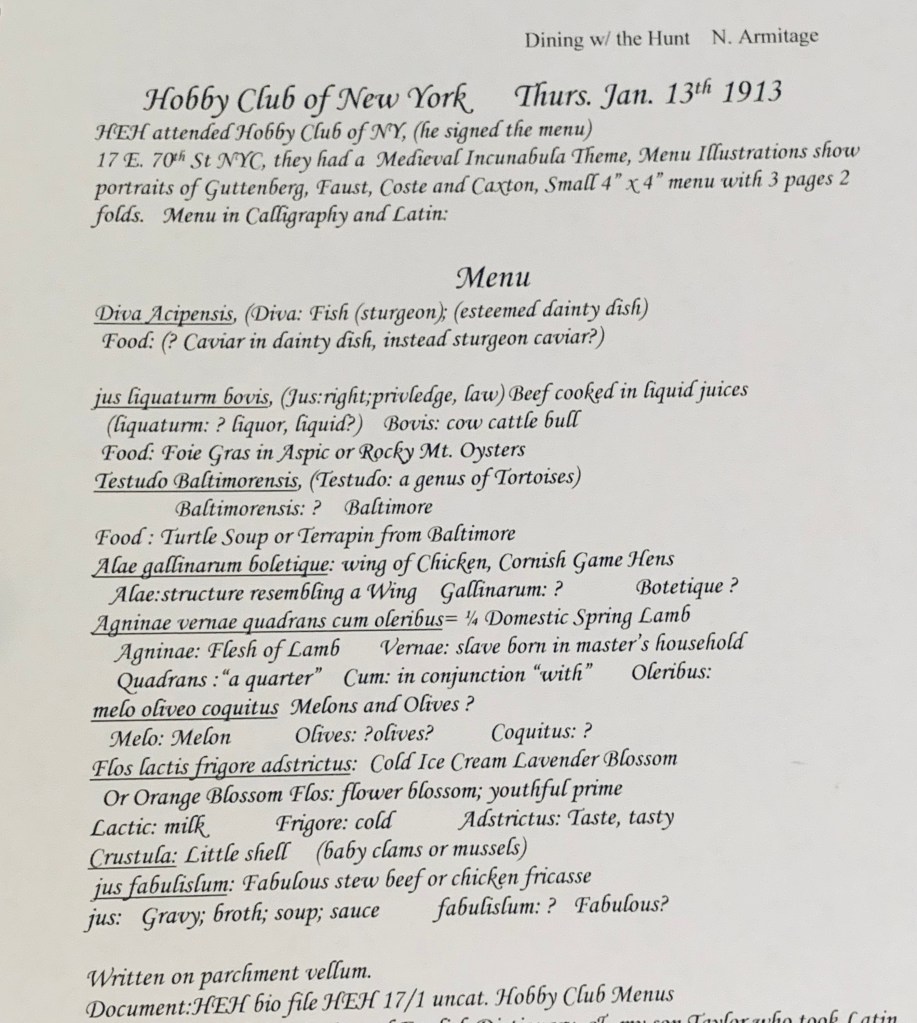 Dining w/ the Hunt N. Armitage
Hobby Club of New York Thurs. Jan. 13th 1913
HEH attended Hobby Club of NY, (he signed the menu)
17 E. 70th St NYC, they had a Medieval Incunabula Theme, Menu Illustrations show
portraits of Guttenberg, Faust, Coste and Caxton, Small 4" x 4" menu with 3 pages 2
folds. Menu in Calligraphy and Latin:
Menu
Diva Acipensis, (Diva: Fish (sturgeon); (esteemed dainty dish)
Food: (? Caviar in dainty dish, instead sturgeon caviar?)
jus liquaturm bovis, (Jus:right;privledge, law) Beef cooked in liquid juices
(liquaturm: ? liquor, liquid?) Bovis: cow cattle bull
Food: Foie Gras in Aspic or Rocky Mt. Oysters
Testudo Baltimorensis, (Testudo: a genus of Tortoises)
Baltimorensis: ? Baltimore
Food : Turtle Soup or Terrapin from Baltimore
Alae gallinarum boletique: wing of Chicken, Cornish Game Hens
Alae:structure resembling a Wing Gallinarum: ? Botetique ?
Agninae vernae quadrans cum oleribus= ¼ Domestic Spring Lamb
Agninae: Flesh of Lamb Vernae: slave born in master's household
Quadrans :"a quarter" Cum: in conjunction "with" Oleribus:
melo oliveo coquitus Melons and Olives ?
Melo: Melon Olives: ?olives? Coquitus: ?
Flos lactis frigore adstrictus: Cold Ice Cream Lavender Blossom
Or Orange Blossom Flos: flower blossom; youthful prime
Lactic: milk Frigore: cold Adstrictus: Taste, tasty
Crustula: Little shell (baby clams or mussels)
jus fabulislum: Fabulous stew beef or chicken fricasse
jus: Gravy; broth; soup; sauce fabulislum: ? Fabulous?
Written on parchment vellum.
Document:HEH bio file HEH 17/1 uncat. Hobby Club Menus
my son Taylor who took Latin